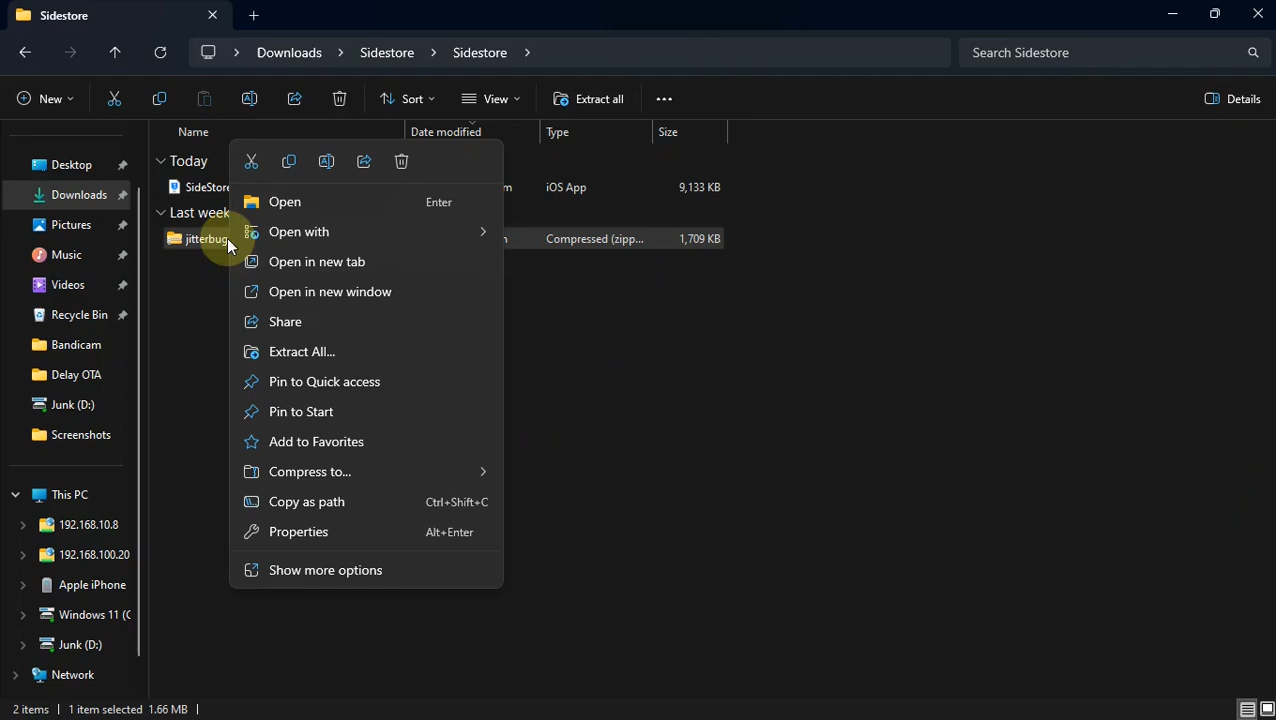 Sidestore
Downloads > Sidestore > Sidestore >
Search Sidestore
New
Sort
View
Extract all
Details
Name
Date modified
Type
Size
Today
SideStore
m
iOS App
9,133 KB
Last week
jitterbug
Compressed (zipp...
1,709 KB
Desktop
Downloads
Pictures
Music
Videos
Recycle Bin
Bandicam
Delay OTA
Junk (D:)
Screenshots
This PC
192.168.10.8
192.168.100.20
Apple iPhone
Windows 11 (C
Junk (D:)
Network
Open Enter
Open with
Open in new tab
Open in new window
Share
Extract All...
Pin to Quick access
Pin to Start
Add to Favorites
Compress to...
Copy as path Ctrl+Shift+C
Properties Alt+Enter
Show more options
2 items | 1 item selected 1.66 MB |